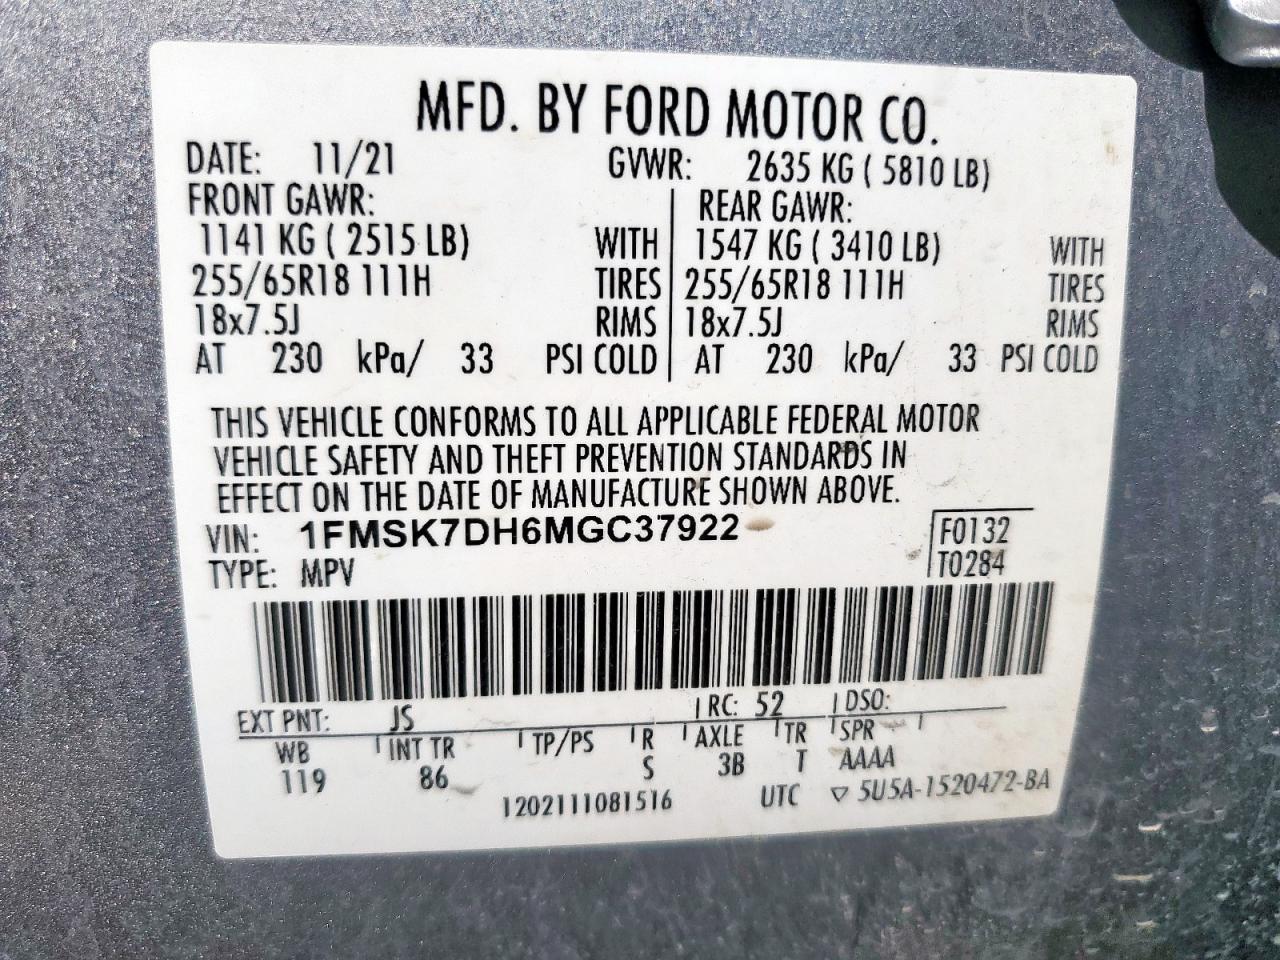 MFD. BY FORD MOTOR CO.
DATE: 11/21 GVWR: 2635 KG ( 5810 LB)
FRONT GAWR: REAR GAWR:
1141 KG ( 2515 LB) WITH 1547 KG ( 3410 LB) WITH
255/65R18 111H TIRES 255/65R18 111H TIRES
18x7.5J RIMS 18x7.5J RIMS
AT 230 kPa/ 33 PSI COLD AT 230 kPa/ 33 PSI COLD
THIS VEHICLE CONFORMS TO ALL APPLICABLE FEDERAL MOTOR
VEHICLE SAFETY AND THEFT PREVENTION STANDARDS IN
EFFECT ON THE DATE OF MANUFACTURE SHOWN ABOVE.
VIN: 1FMSK7DH6MGC37922 F0132
TYPE: MPV T0284
EXT PNT: JS RC: 52 DSO:
WB INT TR TP/PS R AXLE TR SPR
119 86 S 3B T AAAA
1202111081516 UTC ▽ 5U5A-1520472-BA